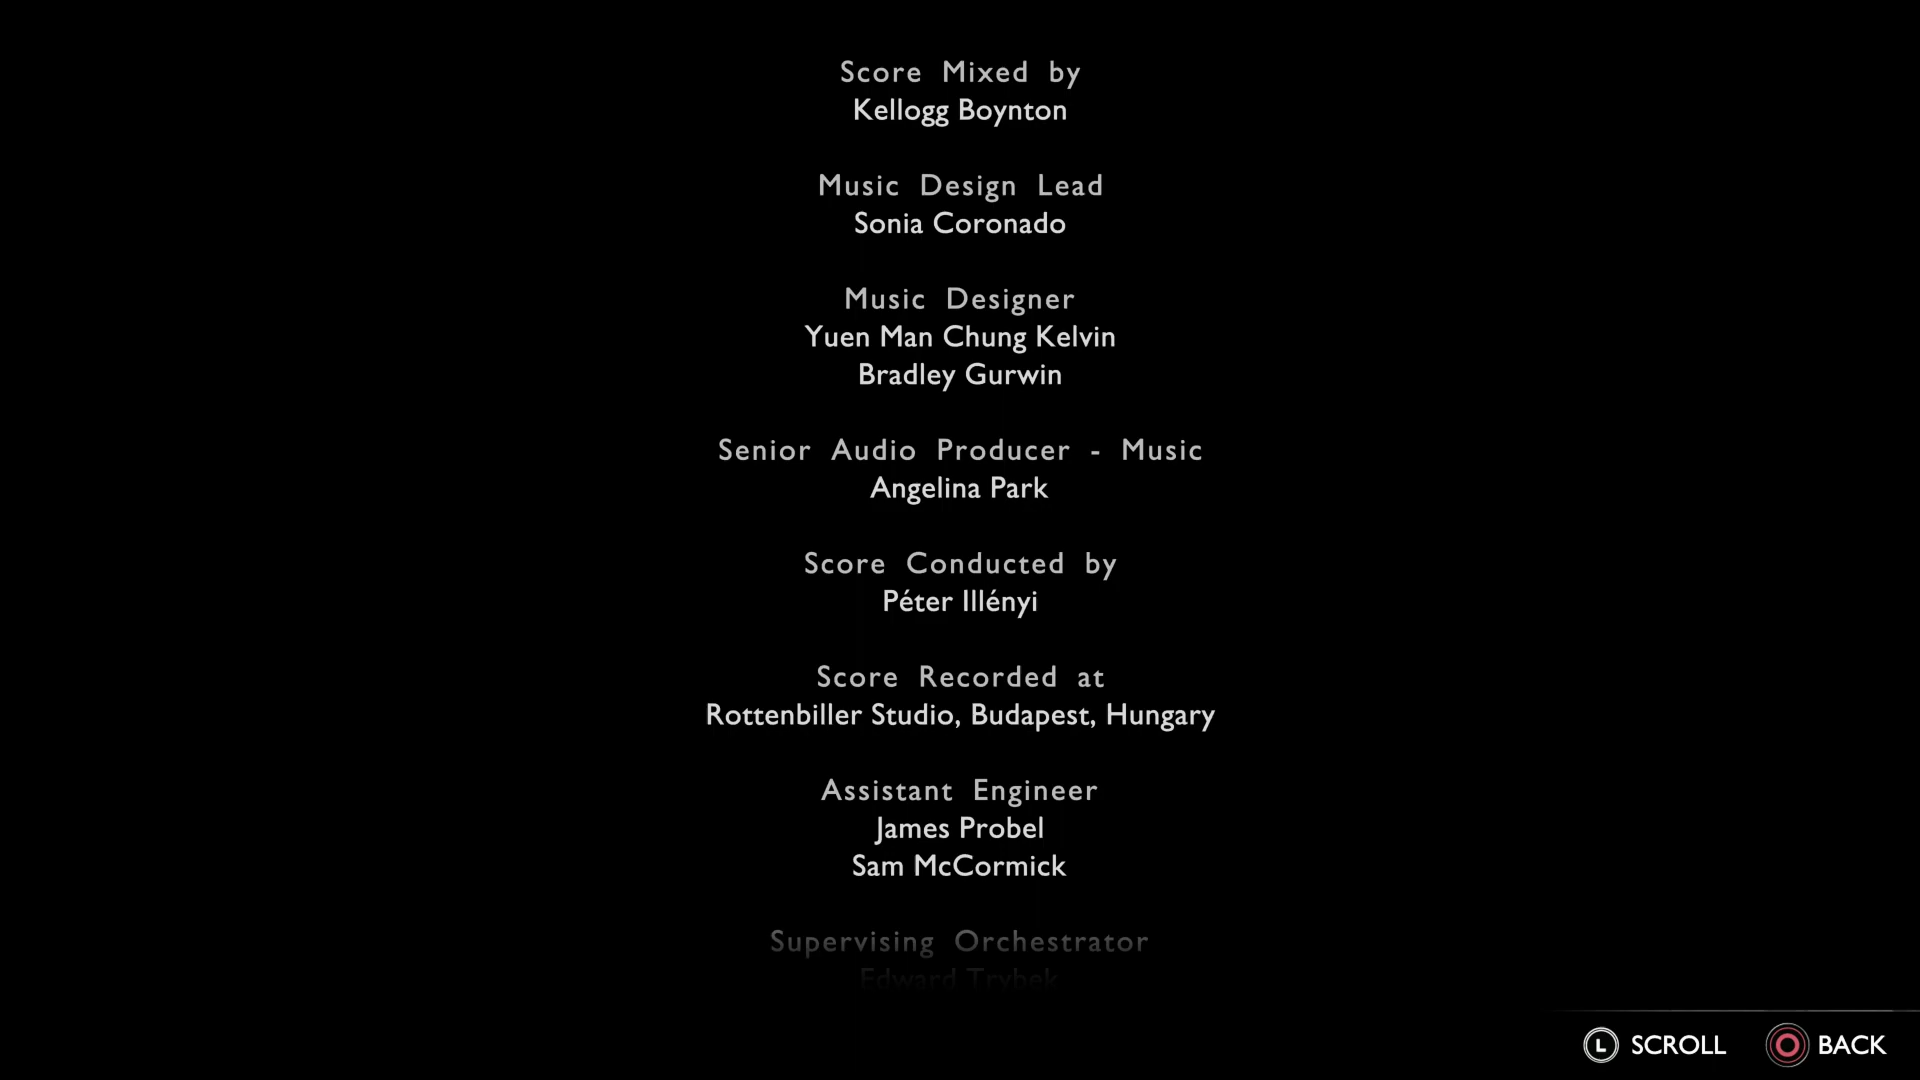 Score Mixed by
Kellogg Boynton
Music Design Lead
Sonia Coronado
Music Designer
Yuen Man Chung Kelvin
Bradley Gurwin
Senior Audio Producer - Music
Angelina Park
Score Conducted by
Péter Illényi
Score Recorded at
Rottenbiller Studio, Budapest, Hungary
Assistant Engineer
James Probel
Sam McCormick
Supervising Orchestrator
Edward Trybek
L SCROLL
BACK